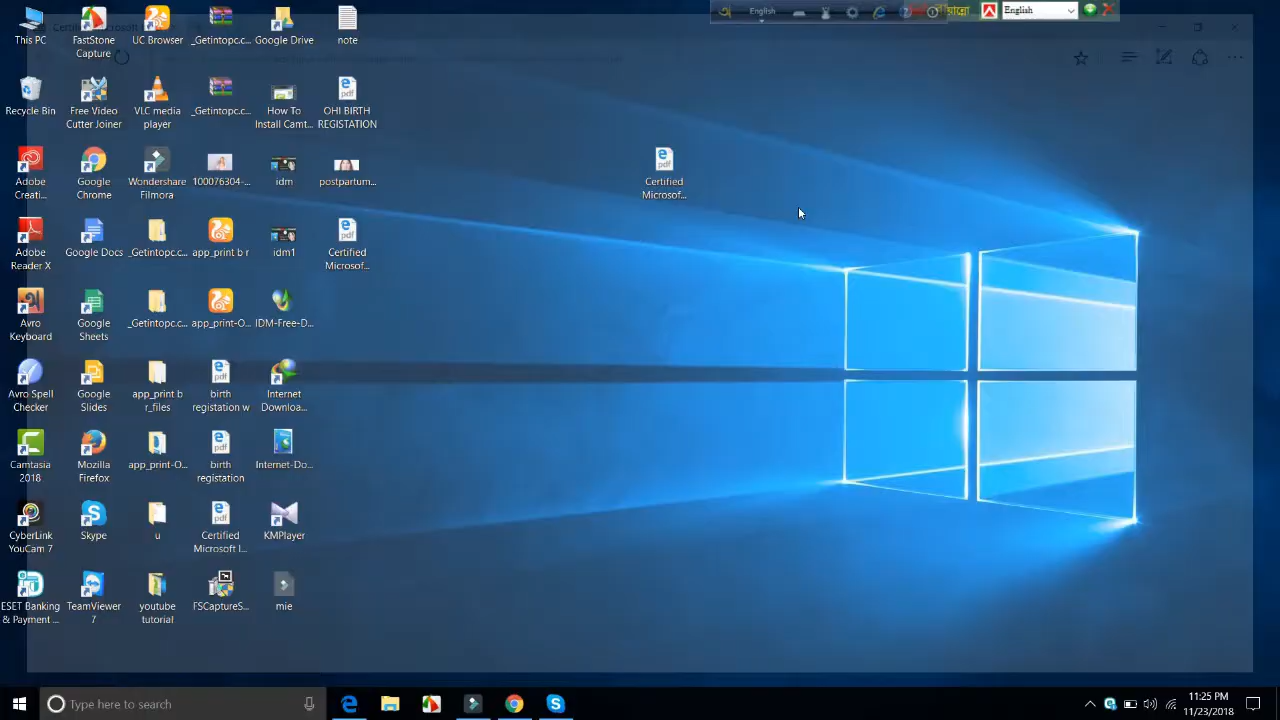 English
English
This PC
FastStone
Capture
UC Browser
_Getintopc.c...
Google D...
note
Recycle Bin
Free Video
Cutter Joiner
VLC media
player
_Getintopc.c...
How To
Install Camt...
OHI BIRTH
REGISTATION
Adobe
Creati...
Google
Chrome
Wondershare
Filmora
100076304-...
idm
postpartum...
Certified
Microsof...
Adobe
Reader X
Google Docs
_Getintopc.c...
app_print b r
idm1
Certified
Microsof...
Avro
Keyboard
Google
Sheets
_Getintopc.c...
app_print-O...
IDM-Free-D...
Avro Spell
Checker
Google
Slides
app_print b
r_files
birth
registation w
Internet
Downloa...
Camtasia
2018
Mozilla
Firefox
app_print-O...
birth
registation
Internet-Do...
CyberLink
YouCam 7
Skype
u
Certified
Microsoft I...
KMPlayer
ESET Banking
& Payment ...
TeamViewer
7
youtube
tutorial
FSCaptureS...
mie
Type here to search
11:25 PM
11/23/2018